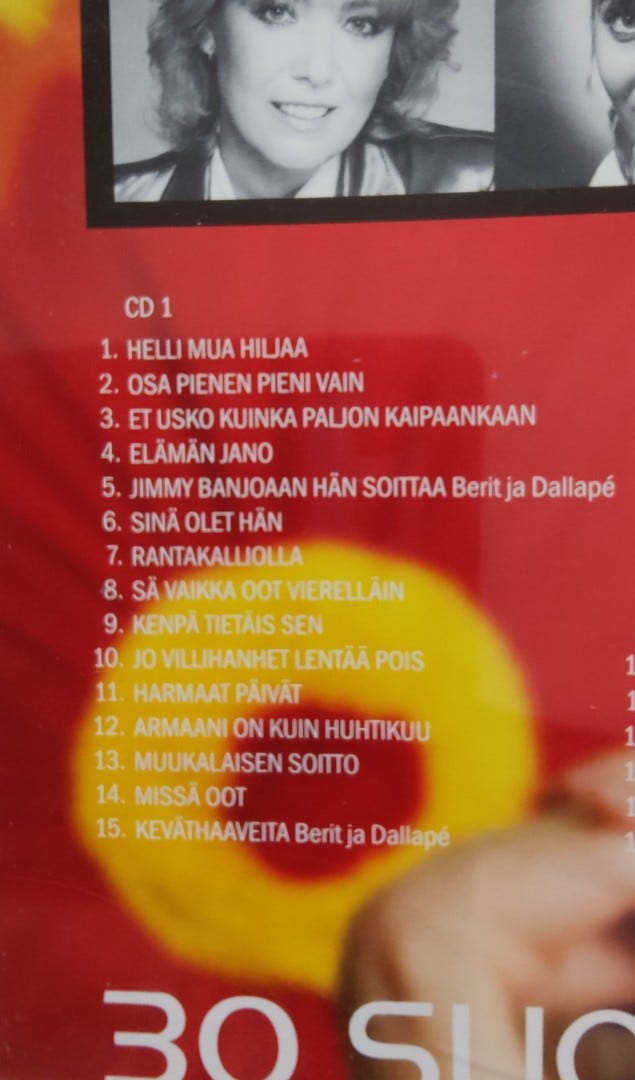 CD 1
1. HELLI MUA HILJAA
2. OSA PIENEN PIENI VAIN
3. ET USKO KUINKA PALJON KAIPAANKAAN
4. ELÄMÄN JANO
5. JIMMY BANJOAAN HÄN SOITTAA Berit ja Dallapé
6. SINÄ OLET HÄN
7. RANTAKALLIOLLA
8. SÄ VAIKKA OOT VIERELLÄIN
9. KENPÄ TIETÄIS SEN
10. JO VILLIHANHET LENTÄÄ POIS
11. HARMAAT PÄIVÄT
12. ARMAANI ON KUIN HUHTIKUU
13. MUUKALAISEN SOITTO
14. MISSÄ OOT
15. KEVÄTHAAVEITA Berit ja Dallapé
30 SUO